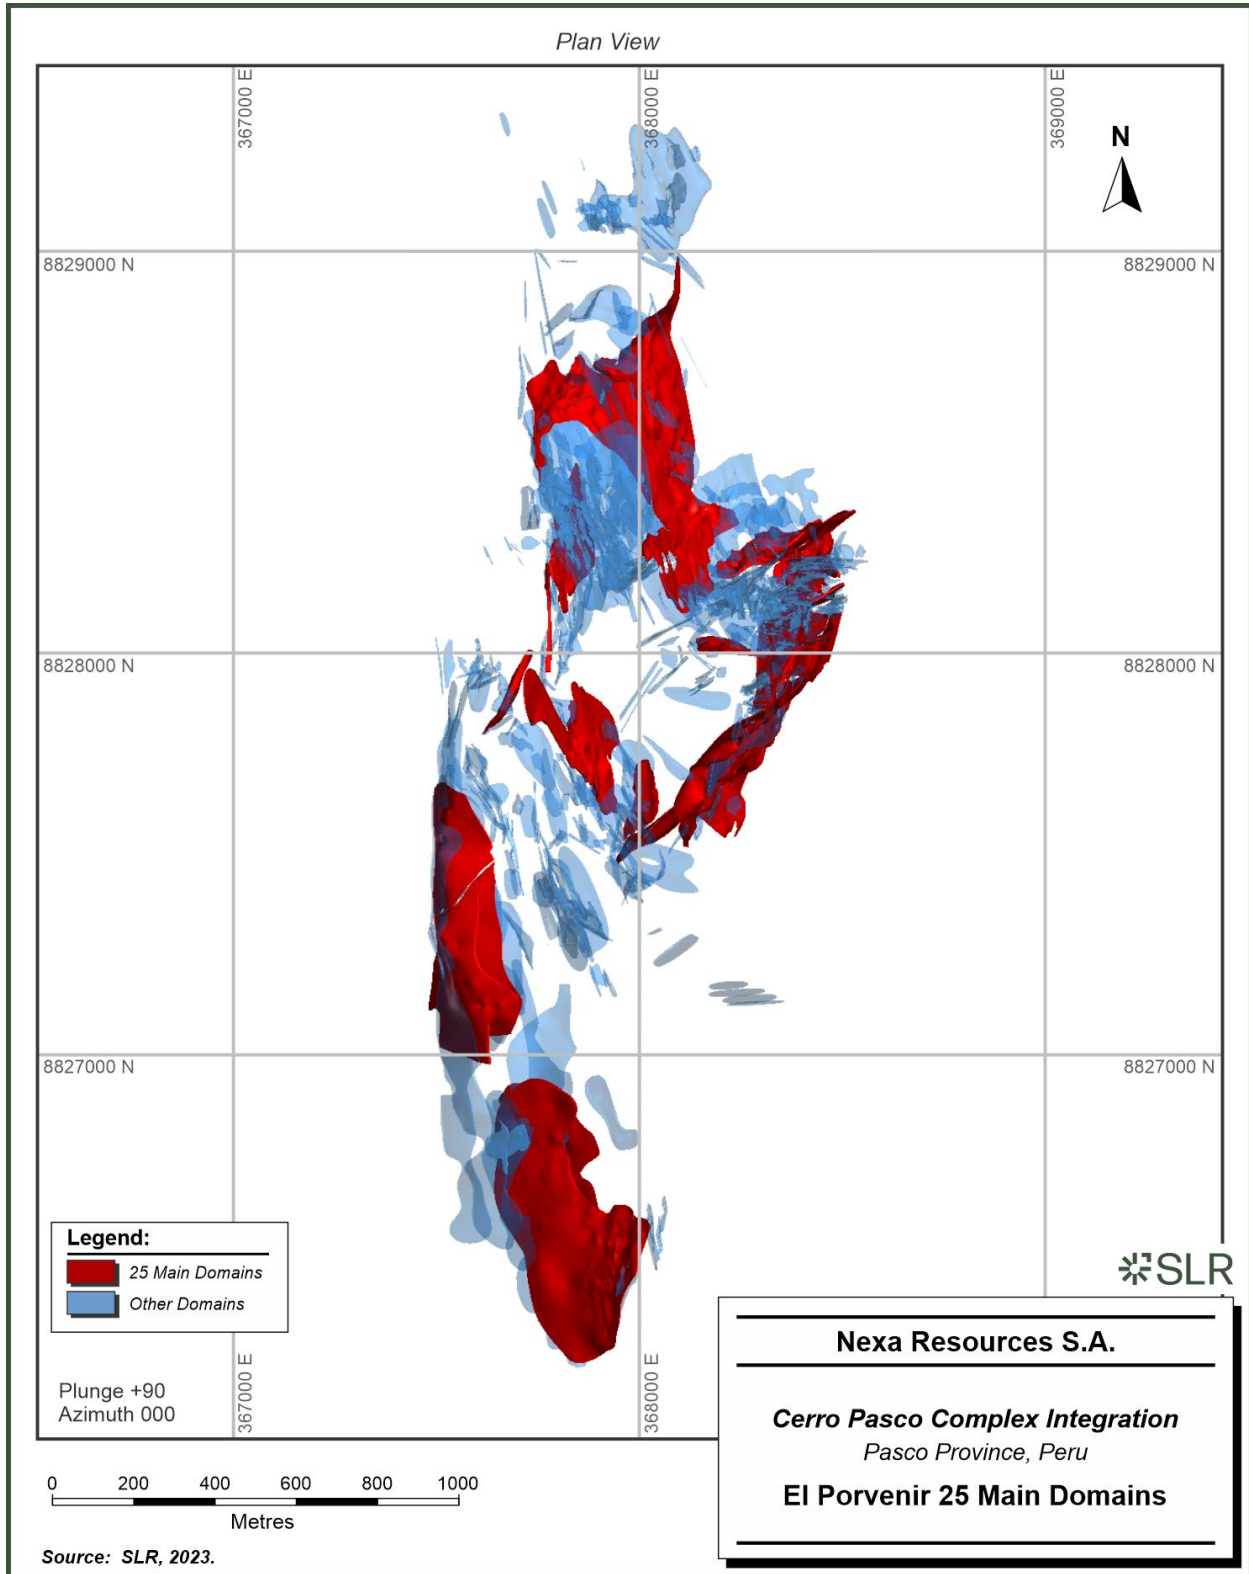 Plan View
367000 E
368000 E
369000 E
N
8829000 N
8829000 N
8828000 N
8828000 N
8827000 N
8827000 N
Legend:
25 Main Domains
Other Domains
SLR
Plunge +90
Azimuth 000
367000 E
368000 E
Nexa Resources S.A.
Cerro Pasco Complex Integration
Pasco Province, Peru
El Porvenir 25 Main Domains
0 200 400 600 800 1000
Metres
Source: SLR, 2023.